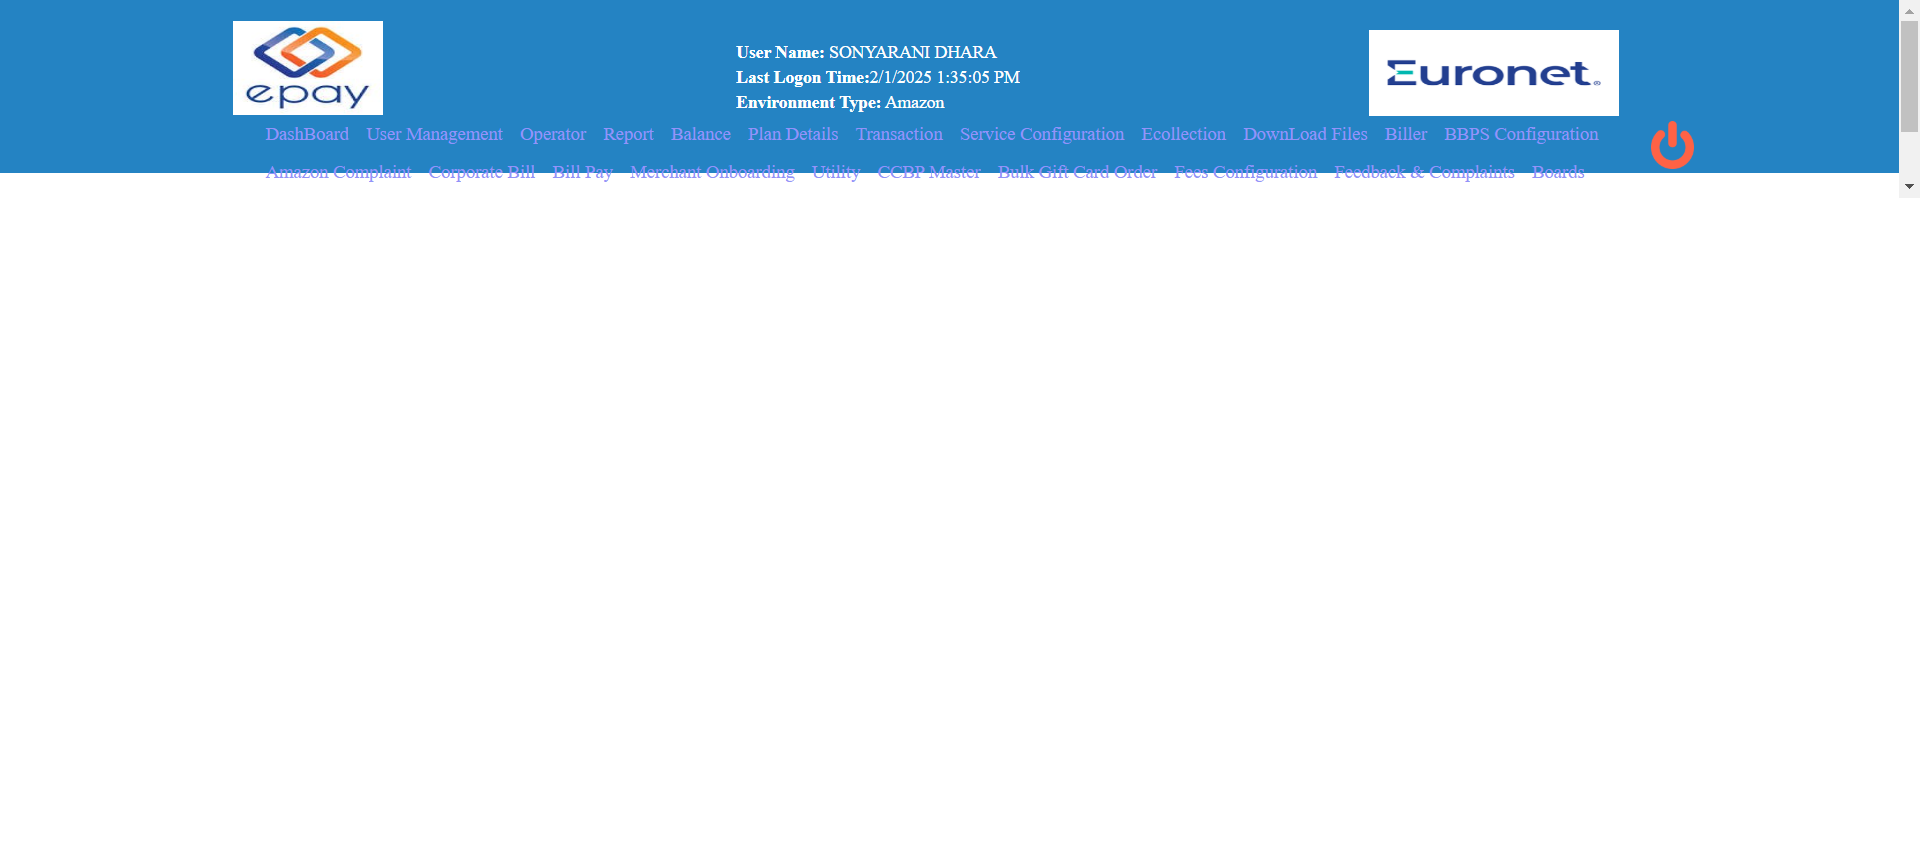 epay
User Name: SONYARANI DHARA
Last Logon Time:2/1/2025 1:35:05 PM
Environment Type: Amazon
Euronet®
DashBoard User Management Operator Report Balance Plan Details Transaction Service Configuration Ecollection DownLoad Files Biller BBPS Configuration
Amazon Complaint Corporate Bill Bill Pay Merchant Onboarding Utility CCBP Master Bulk Gift Card Order Fees Configuration Feedback & Complaints Boards